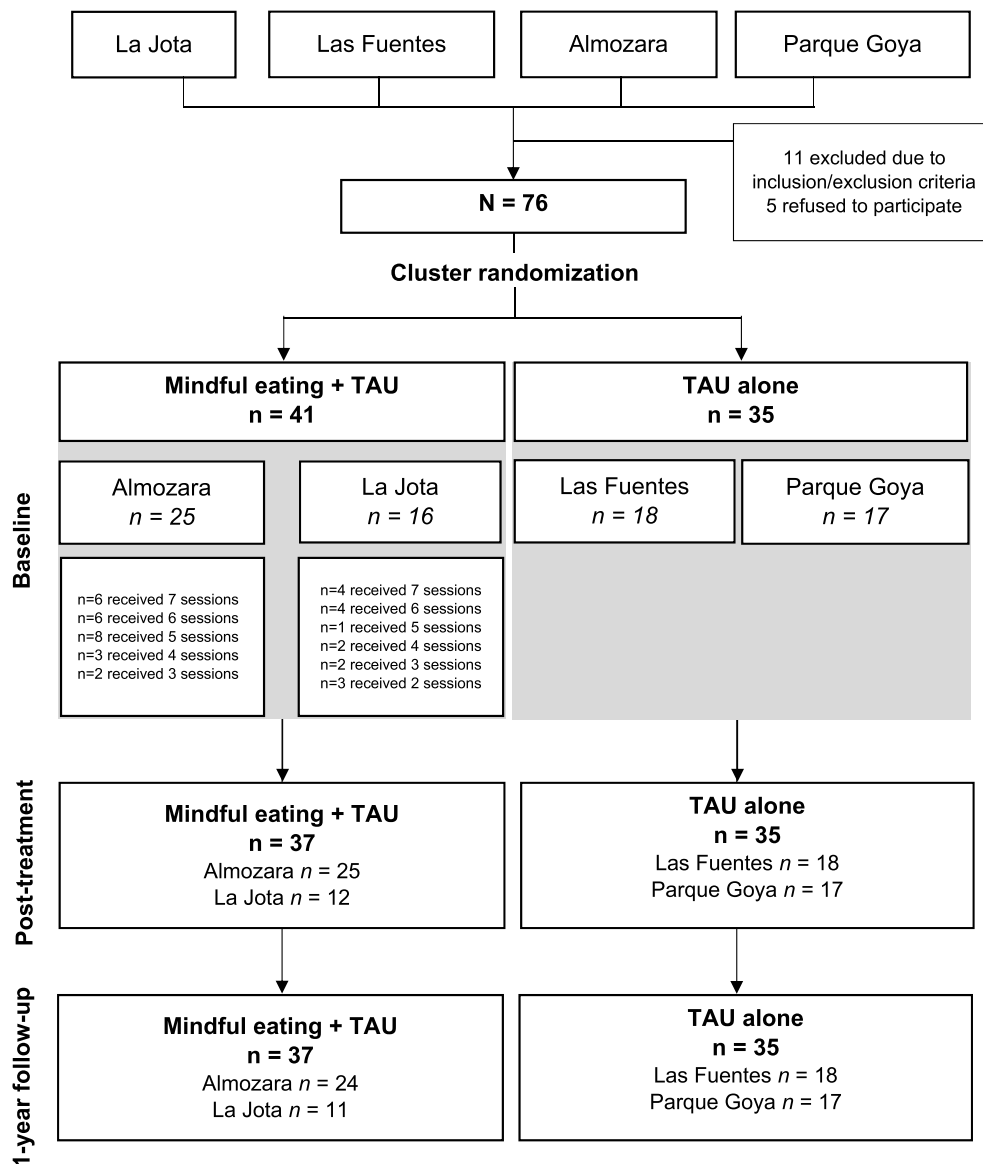 La Jota
Las Fuentes
Almozara
Parque Goya
11 excluded due to
inclusion/exclusion criteria
5 refused to participate
N = 76
Cluster randomization
Mindful eating + TAU
n = 41
TAU alone
n = 35
Baseline
Almozara
n = 25
La Jota
n = 16
Las Fuentes
n = 18
Parque Goya
n = 17
n=6 received 7 sessions
n=6 received 6 sessions
n=8 received 5 sessions
n=3 received 4 sessions
n=2 received 3 sessions
n=4 received 7 sessions
n=4 received 6 sessions
n=1 received 5 sessions
n=2 received 4 sessions
n=2 received 3 sessions
n=3 received 2 sessions
Post-treatment
Mindful eating + TAU
n = 37
Almozara n = 25
La Jota n = 12
TAU alone
n = 35
Las Fuentes n = 18
Parque Goya n = 17
1-year follow-up
Mindful eating + TAU
n = 37
Almozara n = 24
La Jota n = 11
TAU alone
n = 35
Las Fuentes n = 18
Parque Goya n = 17